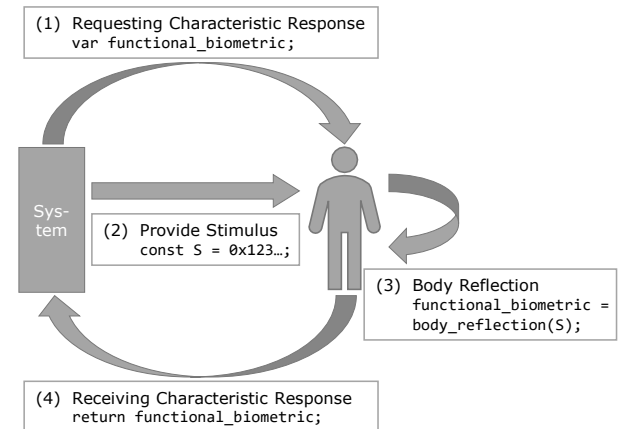 (1) Requesting Characteristic Response
var functional_biometric;
Sys-
tem
(2) Provide Stimulus
const S = 0x123…;
(3) Body Reflection
functional_biometric =
body_reflection(S);
(4) Receiving Characteristic Response
return functional_biometric;